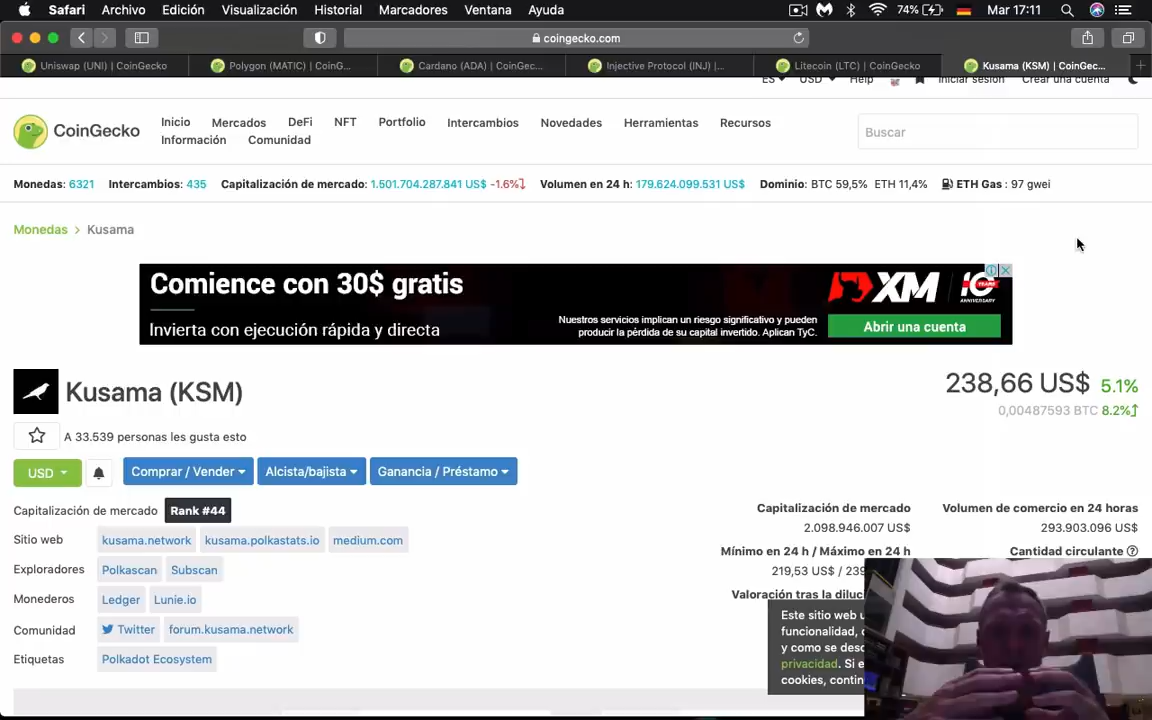 Safari Archivo Edición Visualización Historial Marcadores Ventana Ayuda 74% Mar 17:11
coingecko.com
Uniswap (UNI) | CoinGecko Polygon (MATIC) | CoinG... Cardano (ADA) | CoinGec... Injective Protocol (INJ) |... Litecoin (LTC) | CoinGecko Kusama (KSM) | CoinGec...
ES USD Help Iniciar sesión Crear una cuenta
CoinGecko Inicio Mercados DeFi NFT Portfolio Intercambios Novedades Herramientas Recursos Buscar
Información Comunidad
Monedas: 6321 Intercambios: 435 Capitalización de mercado: 1.501.704.287.841 US$ -1.6% Volumen en 24 h: 179.624.099.531 US$ Dominio: BTC 59,5% ETH 11,4% ETH Gas : 97 gwei
Monedas > Kusama
Comience con 30$ gratis
Invierta con ejecución rápida y directa
Nuestros servicios implican un riesgo significativo y pueden
producir la pérdida de su capital invertido. Aplican TyC.
XM 10 YEARS ANNIVERSARY
Abrir una cuenta
Kusama (KSM) 238,66 US$ 5.1%
0,00487593 BTC 8.2%
A 33.539 personas les gusta esto
USD Comprar / Vender Alcista/bajista Ganancia / Préstamo
Capitalización de mercado Rank #44
Sitio web kusama.network kusama.polkastats.io medium.com
Exploradores Polkascan Subscan
Monederos Ledger Lunie.io
Comunidad Twitter forum.kusama.network
Etiquetas Polkadot Ecosystem
Capitalización de mercado Volumen de comercio en 24 horas
2.098.946.007 US$ 293.903.096 US$
Mínimo en 24 h / Máximo en 24 h Cantidad circulante
219,53 US$ / 239
Valoración tras la diluc
Este sitio web u
funcionalidad, c
y como se desc
privacidad. Si e
cookies, contin